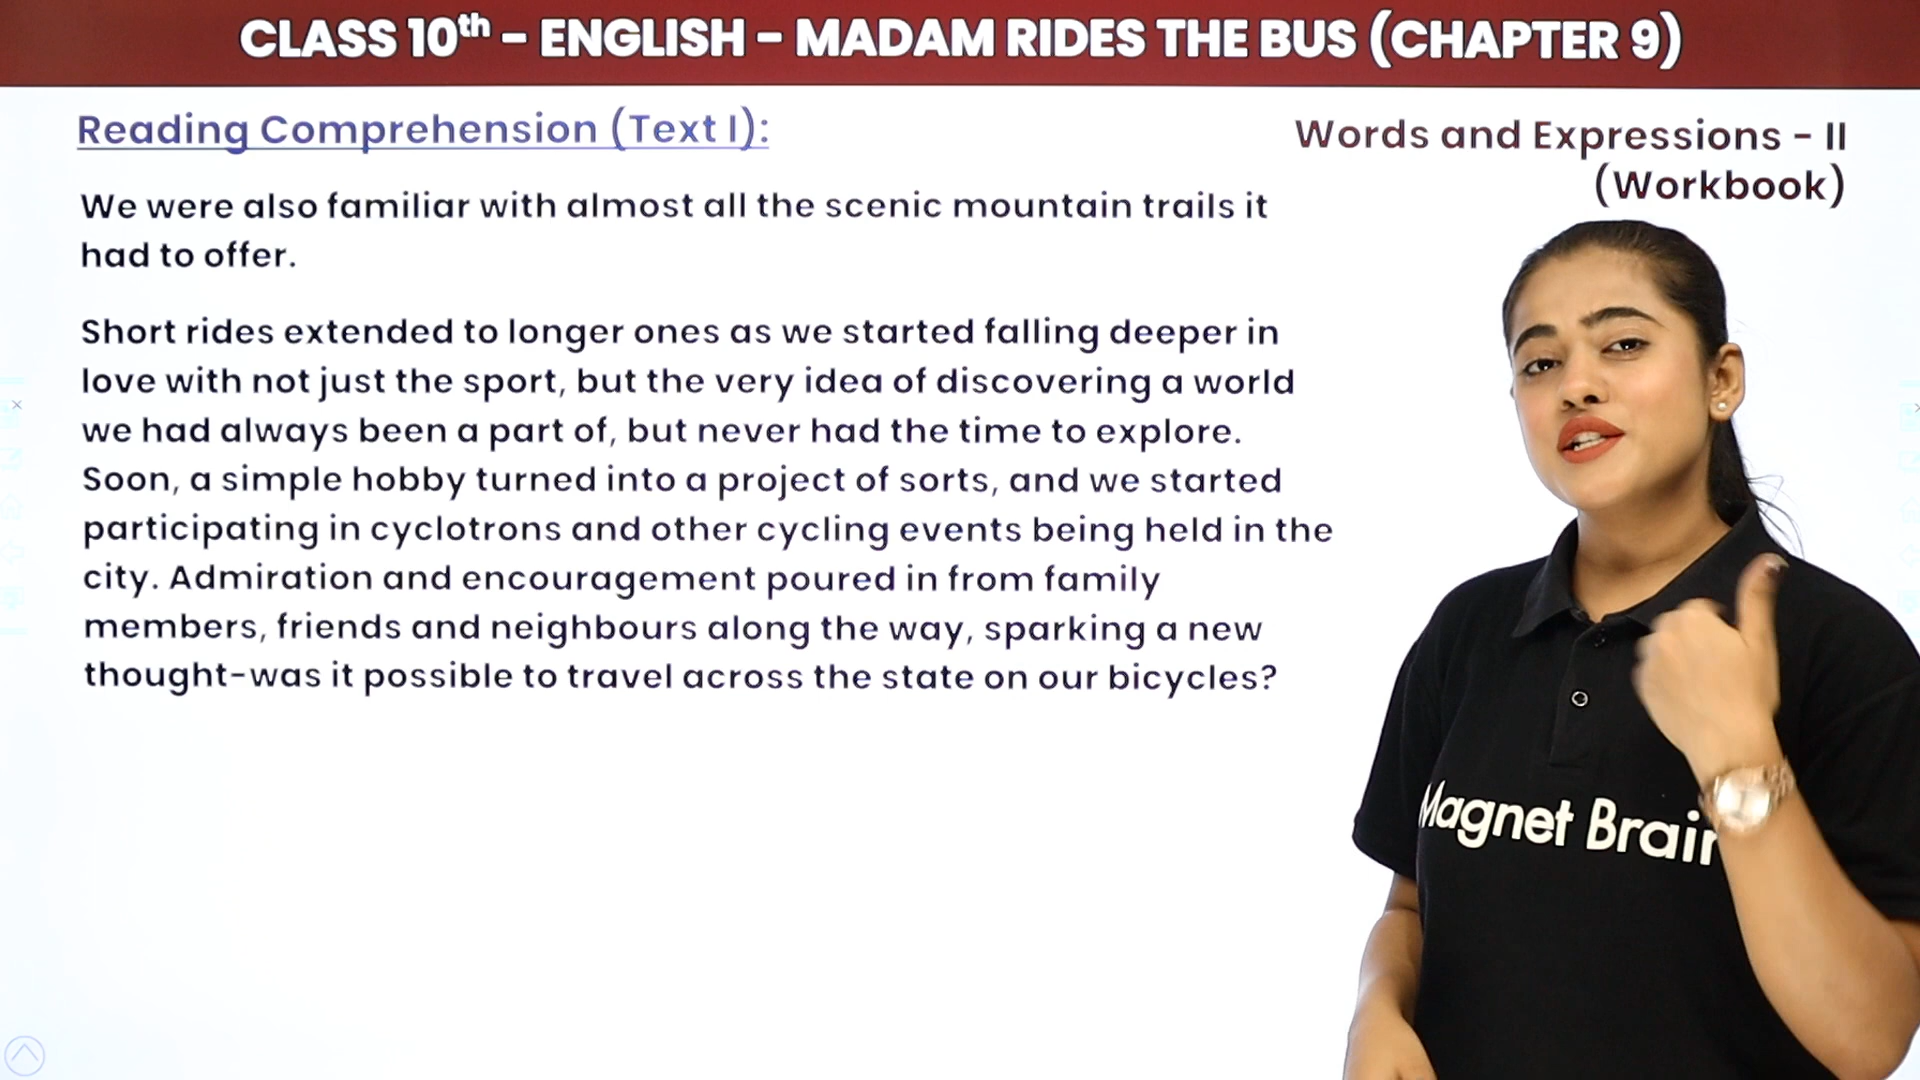 CLASS 10th - ENGLISH - MADAM RIDES THE BUS (CHAPTER 9)
Reading Comprehension (Text I):
Words and Expressions - II
(Workbook)
We were also familiar with almost all the scenic mountain trails it
had to offer.
Short rides extended to longer ones as we started falling deeper in
love with not just the sport, but the very idea of discovering a world
we had always been a part of, but never had the time to explore.
Soon, a simple hobby turned into a project of sorts, and we started
participating in cyclotrons and other cycling events being held in the
city. Admiration and encouragement poured in from family
members, friends and neighbours along the way, sparking a new
thought-was it possible to travel across the state on our bicycles?
Magnet Brain